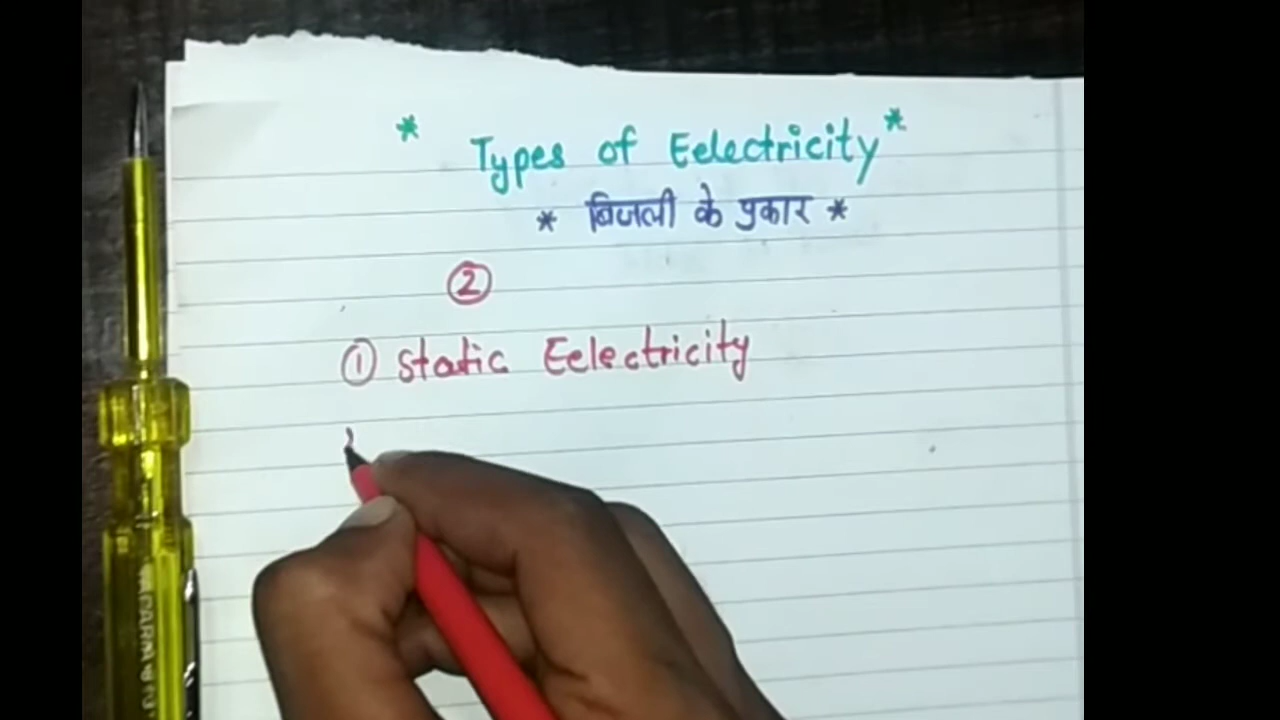 * Types of Eelectricity *
* बिजली के प्रकार *
②
① Static Eelectricity